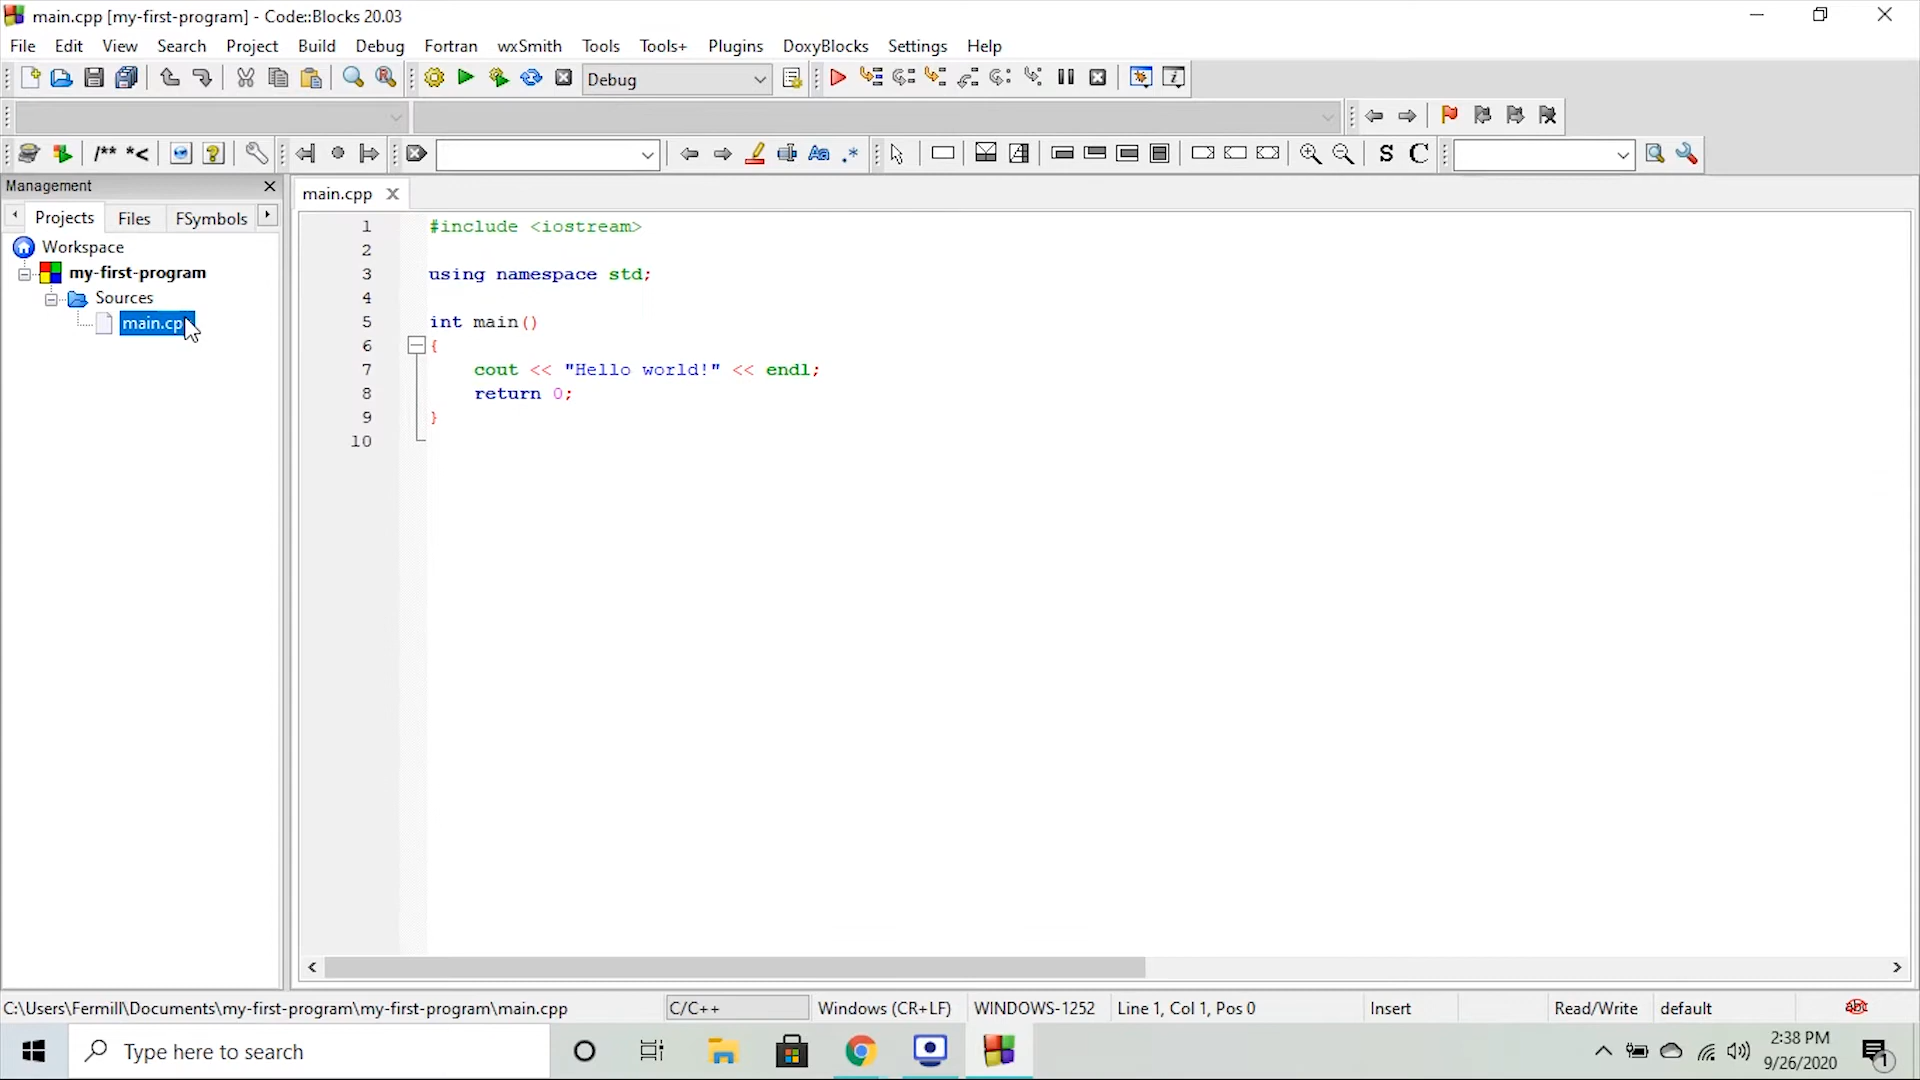 main.cpp [my-first-program] - Code::Blocks 20.03
File Edit View Search Project Build Debug Fortran wxSmith Tools Tools+ Plugins DoxyBlocks Settings Help
Debug
/** *< Aa .* S C
Management
main.cpp
Projects Files FSymbols
Workspace
my-first-program
Sources
main.cp
1 #include <iostream>
2
3 using namespace std;
4
5 int main()
6 {
7 cout << "Hello world!" << endl;
8 return 0;
9 }
10
C:\Users\Fermill\Documents\my-first-program\my-first-program\main.cpp C/C++ Windows (CR+LF) WINDOWS-1252 Line 1, Col 1, Pos 0 Insert Read/Write default abc
Type here to search
2:38 PM
9/26/2020
1